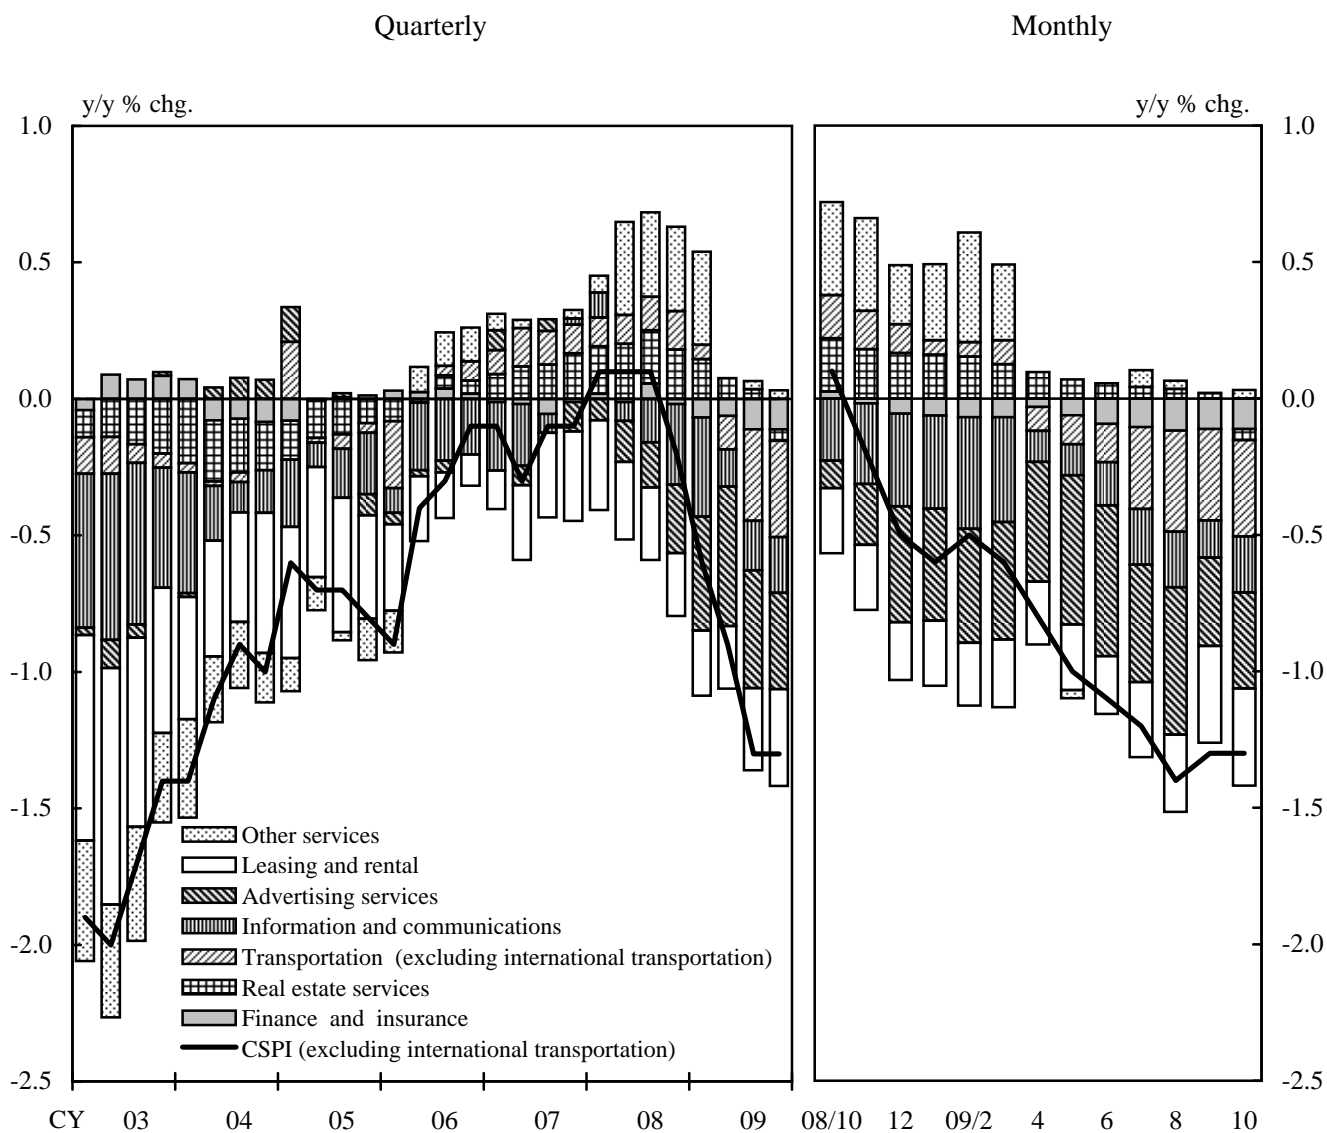 Quarterly Monthly
y/y % chg. y/y % chg.
1.0 1.0
0.5 0.5
0.0 0.0
-0.5 -0.5
-1.0 -1.0
-1.5 -1.5
Other services
Leasing and rental
Advertising services
Information and communications
-2.0 -2.0
Transportation (excluding international transportation)
Real estate services
Finance and insurance
CSPI (excluding international transportation)
-2.5 -2.5
CY 03 04 05 06 07 08 09 08/10 12 09/2 4 6 8 10